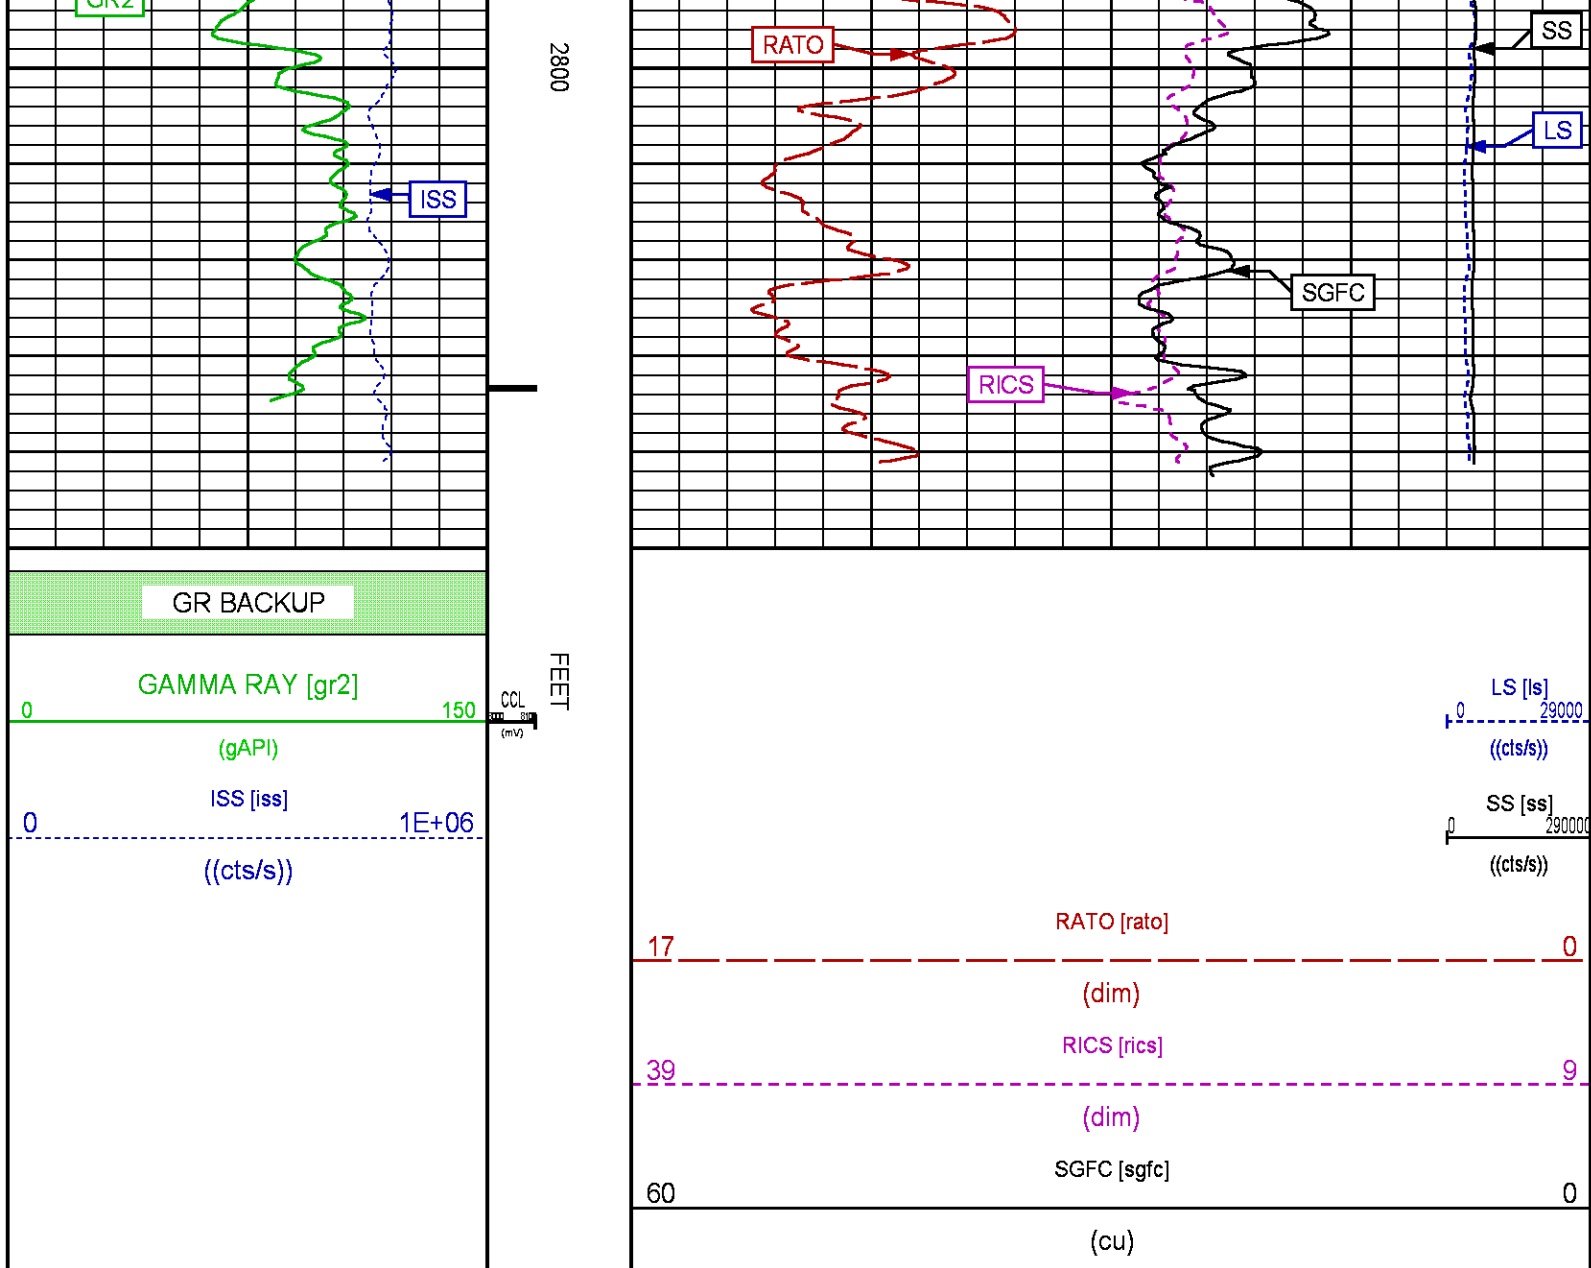 GR2
RATO
SS
2800
LS
ISS
SGFC
RICS
GR BACKUP
FEET
GAMMA RAY [gr2]
0 150
(gAPI)
CCL
(mV)
LS [ls]
0 29000
((cts/s))
ISS [iss]
0 1E+06
((cts/s))
SS [ss]
0 290000
((cts/s))
RATO [rato]
17 0
(dim)
RICS [rics]
39 9
(dim)
SGFC [sgfc]
60 0
(cu)